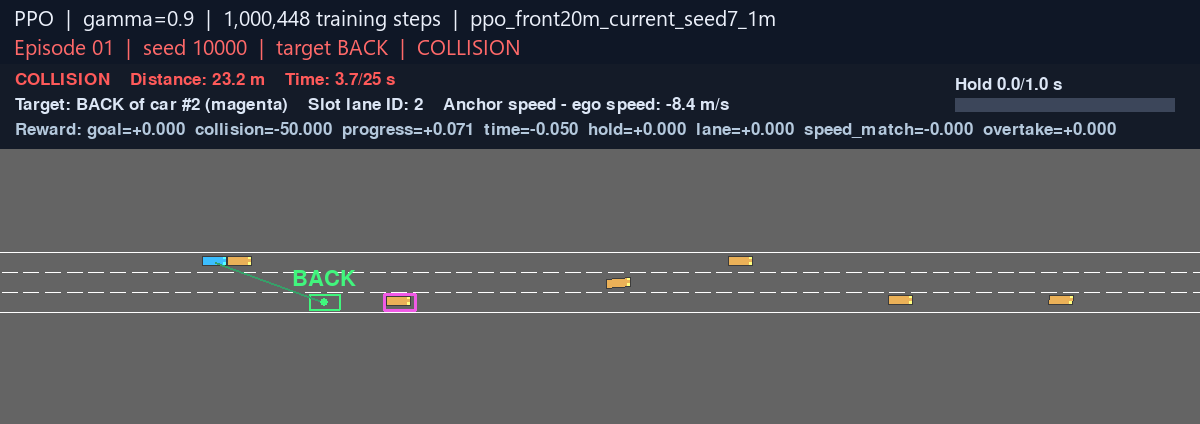 PPO | gamma=0.9 | 1,000,448 training steps | ppo_front20m_current_seed7_1m
Episode 01 | seed 10000 | target BACK | COLLISION
COLLISION Distance: 23.2 m Time: 3.7/25 s
Hold 0.0/1.0 s
Target: BACK of car #2 (magenta) Slot lane ID: 2 Anchor speed - ego speed: -8.4 m/s
Reward: goal=+0.000 collision=-50.000 progress=+0.071 time=-0.050 hold=+0.000 lane=+0.000 speed_match=-0.000 overtake=+0.000
BACK